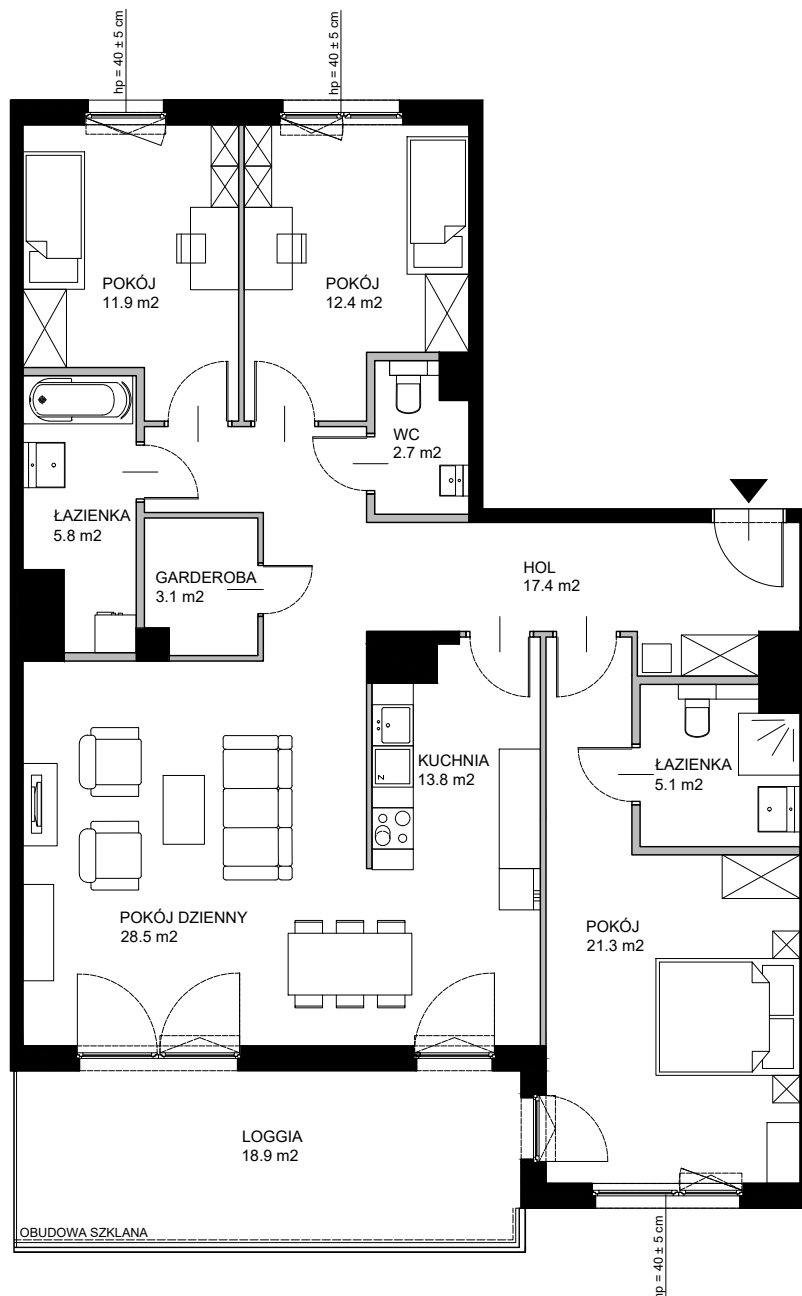 hp = 40 ± 5 cm
hp = 40 ± 5 cm
POKÓJ
11.9 m2
POKÓJ
12.4 m2
WC
2.7 m2
ŁAZIENKA
5.8 m2
GARDEROBA
3.1 m2
HOL
17.4 m2
KUCHNIA
13.8 m2
ŁAZIENKA
5.1 m2
Z
POKÓJ DZIENNY
28.5 m2
POKÓJ
21.3 m2
LOGGIA
18.9 m2
OBUDOWA SZKLANA
hp = 40 ± 5 cm